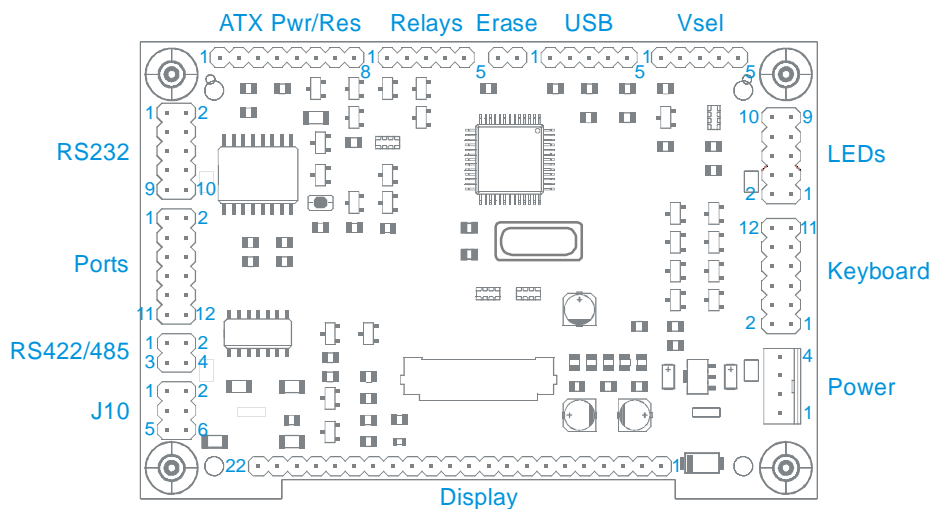 ATX Pwr/Res Relays Erase USB Vsel
1 1 1 1
8 5 5 5
1 2 10 9
RS232 LEDs
9 10 2 1
1 2 12 11
Ports Keyboard
11 12 2 1
1 2
RS422/485
3 4 4
1 2
J10 Power
1
5 6
22 1
Display